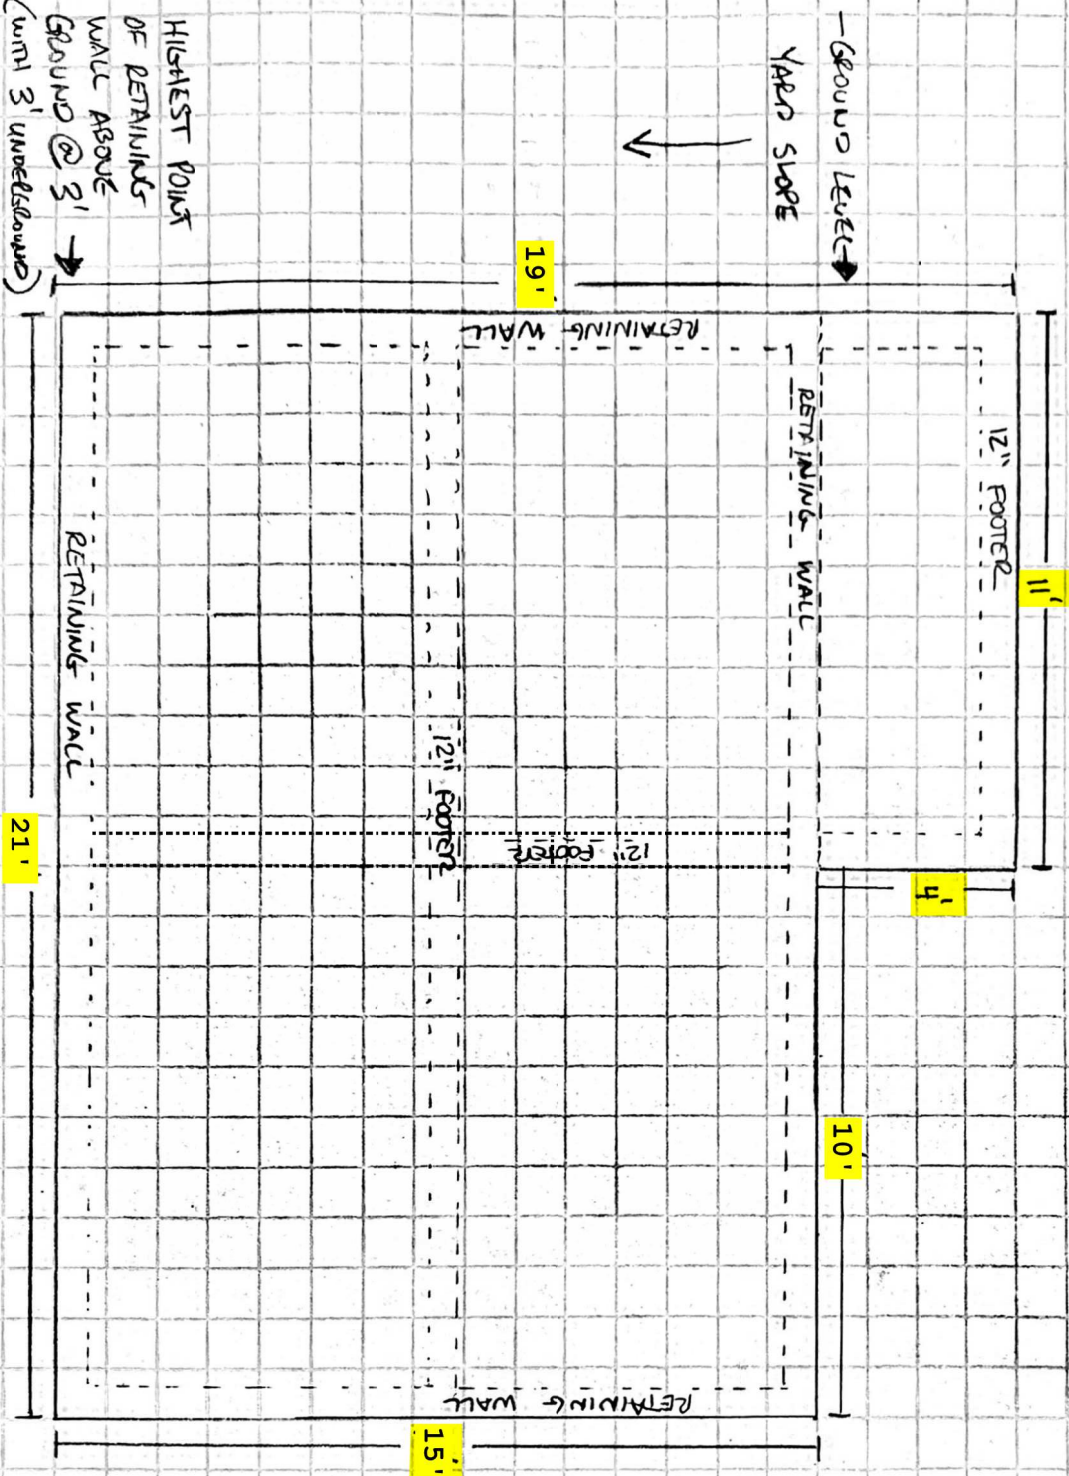 - GROUND LEVEL
YARD SLOPE
HIGHEST POINT
OF RETAINING
WALL ABOVE
GROUND @ 3'
(WITH 3' UNDERGROUND)
11'
12" FOOTER
4'
10'
RETAINING WALL
19'
RETAINING WALL
12" FOOTER
12" FOOTER
RETAINING WALL
15'
RETAINING WALL
21'